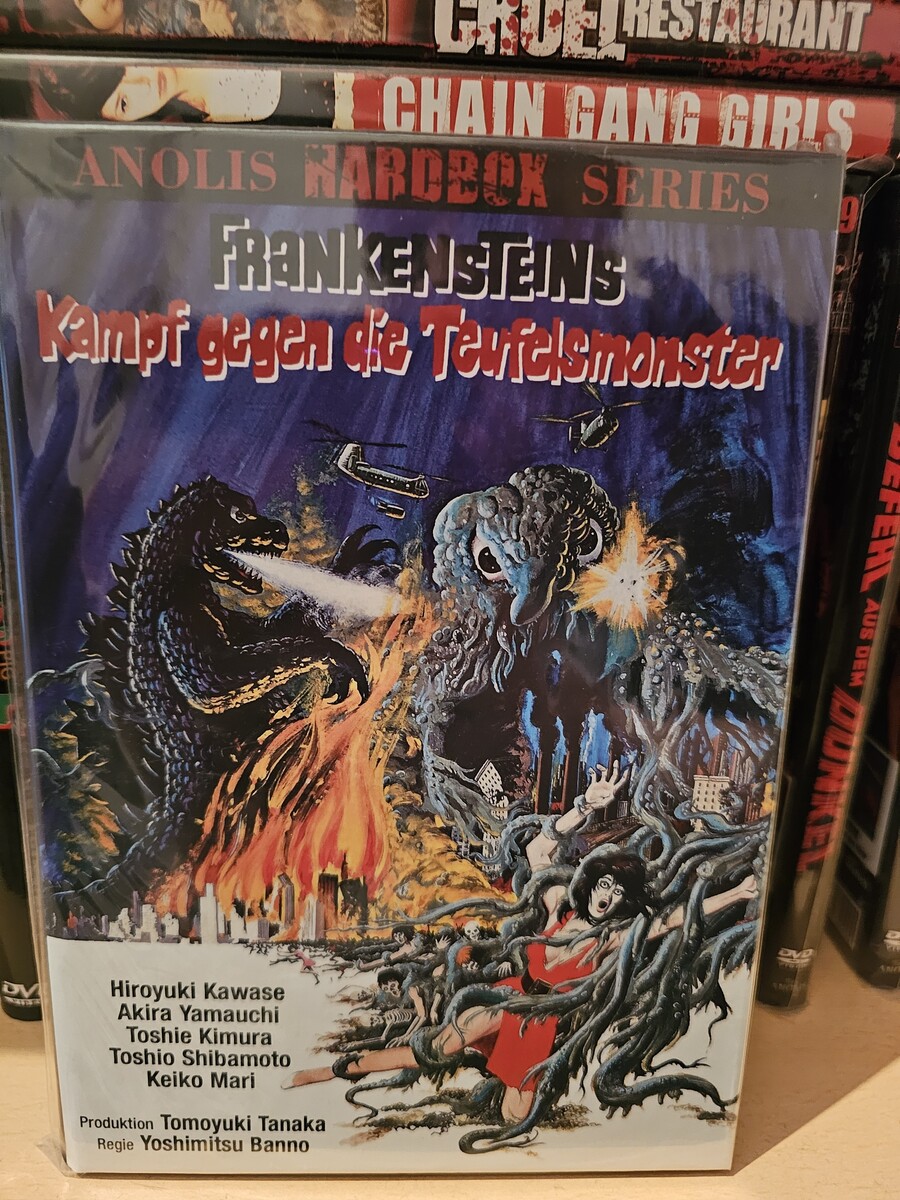 CRUEL RESTAURANT
CHAIN GANG GIRLS
ANOLIS HARDBOX SERIES
FRANKENSTEINS
Kampf gegen die Teufelsmonster
Hiroyuki Kawase
Akira Yamauchi
Toshie Kimura
Toshio Shibamoto
Keiko Mari
Produktion Tomoyuki Tanaka
Regie Yoshimitsu Banno
BEFEHL AUS DEM DUNKEL
DVD
DVD
9